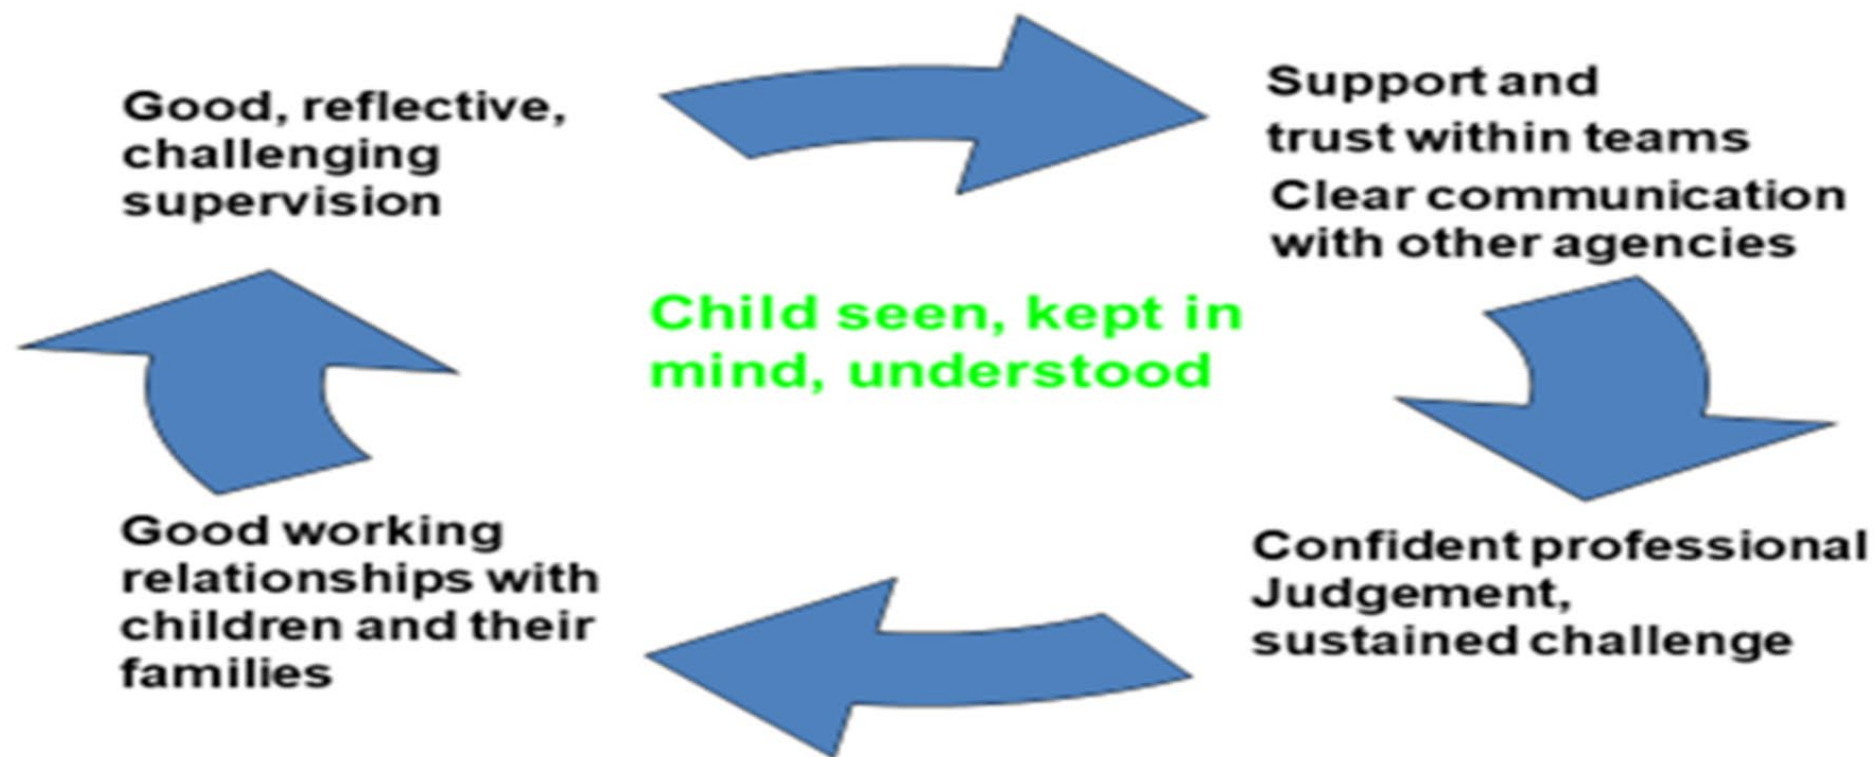 Good, reflective,
challenging
supervision
Support and
trust within teams
Clear communication
with other agencies
Child seen, kept in
mind, understood
Confident professional
Judgement,
sustained challenge
Good working
relationships with
children and their
families